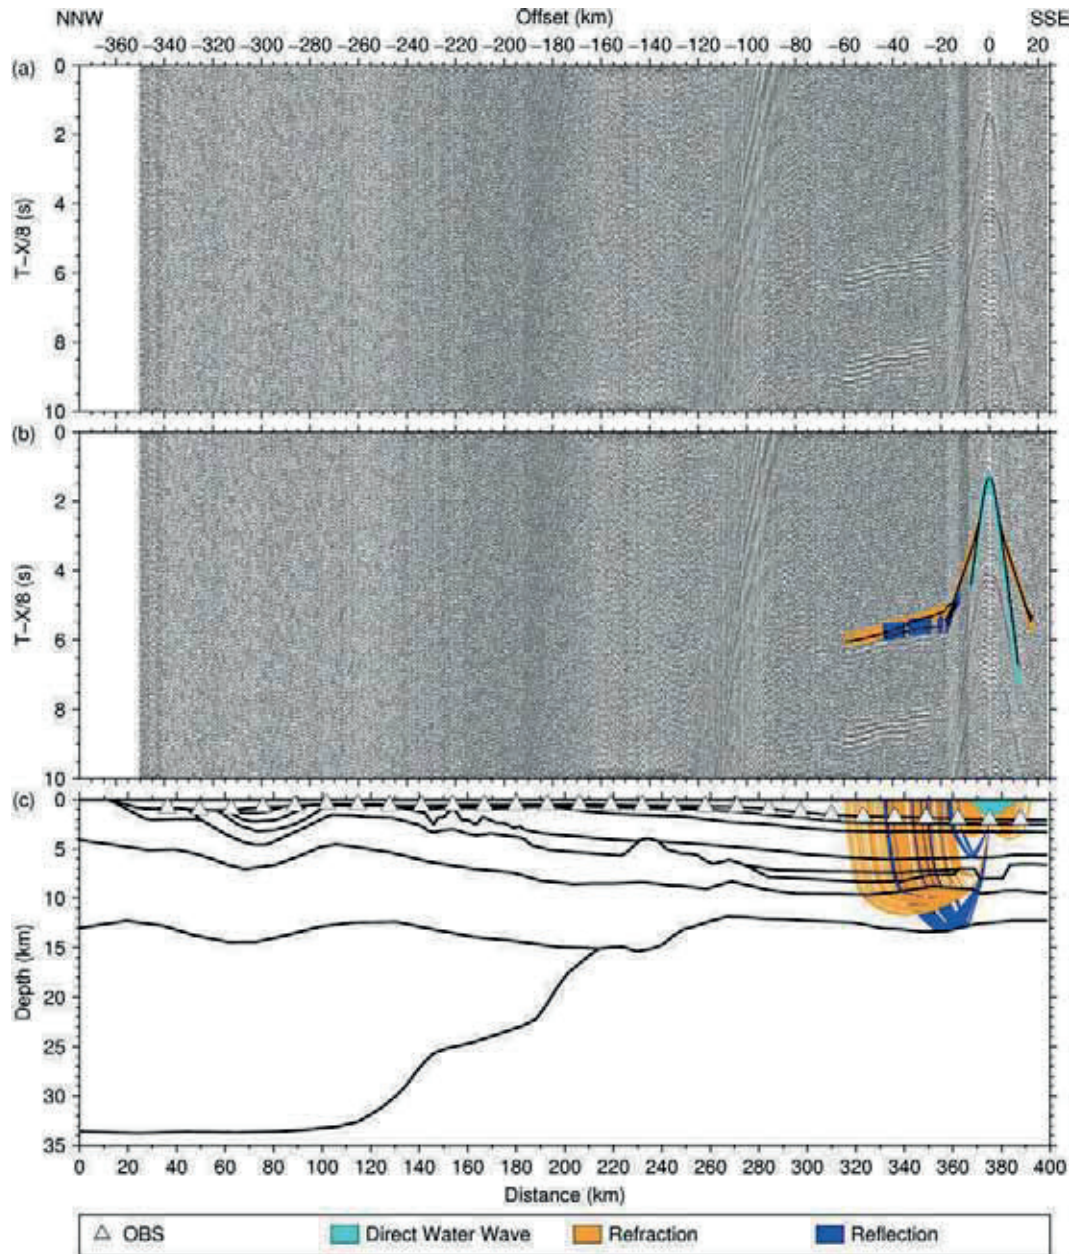 NNW Offset (km) SSE
−360 −340 −320 −300 −280 −260 −240 −220 −200 −180 −160 −140 −120 −100 −80 −60 −40 −20 0 20
(a)
0
2
4
6
8
10
T−X/8 (s)
(b)
0
2
4
6
8
10
T−X/8 (s)
(c)
0
5
10
15
20
25
30
35
Depth (km)
0 20 40 60 80 100 120 140 160 180 200 220 240 260 280 300 320 340 360 380 400
Distance (km)
OBS Direct Water Wave Refraction Reflection